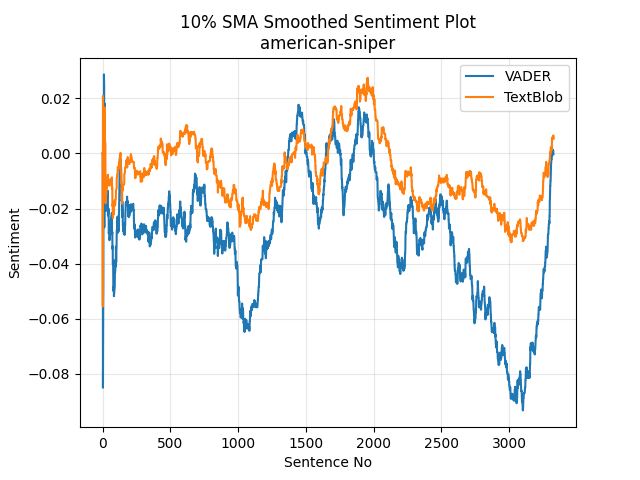 10% SMA Smoothed Sentiment Plot
american-sniper
VADER
TextBlob
Sentiment
0.02
0.00
−0.02
−0.04
−0.06
−0.08
0
500
1000
1500
2000
2500
3000
Sentence No